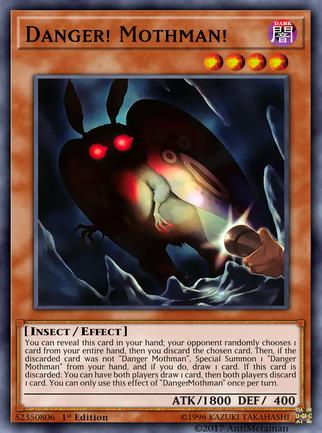 DANGER! MOTHMAN!
DARK
闇
[INSECT / EFFECT]
You can reveal this card in your hand; your opponent randomly chooses 1
card from your entire hand, then you discard the chosen card. Then, if the
discarded card was not "Danger Mothman", Special Summon 1 "Danger
Mothman" from your hand, and if you do, draw 1 card. If this card is
discarded: You can have both players draw 1 card, then both players discard
1 card. You can only use this effect of "DangerMothman" once per turn.
ATK/1800 DEF/ 400
52350806 1st Edition ©1996 KAZUKI TAKAHASHI
©2017 AntiMetaman